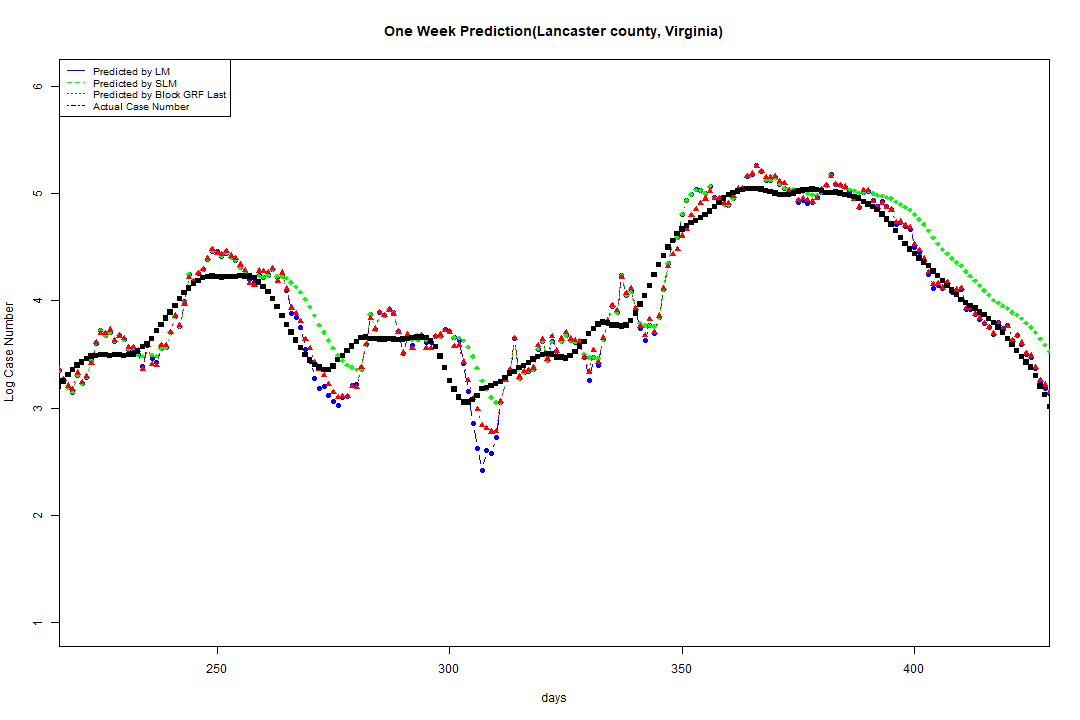 One Week Prediction(Lancaster county, Virginia)
Predicted by LM
Predicted by SLM
Predicted by Block GRF Last
Actual Case Number
6
5
4
3
2
1
Log Case Number
250
300
350
400
days